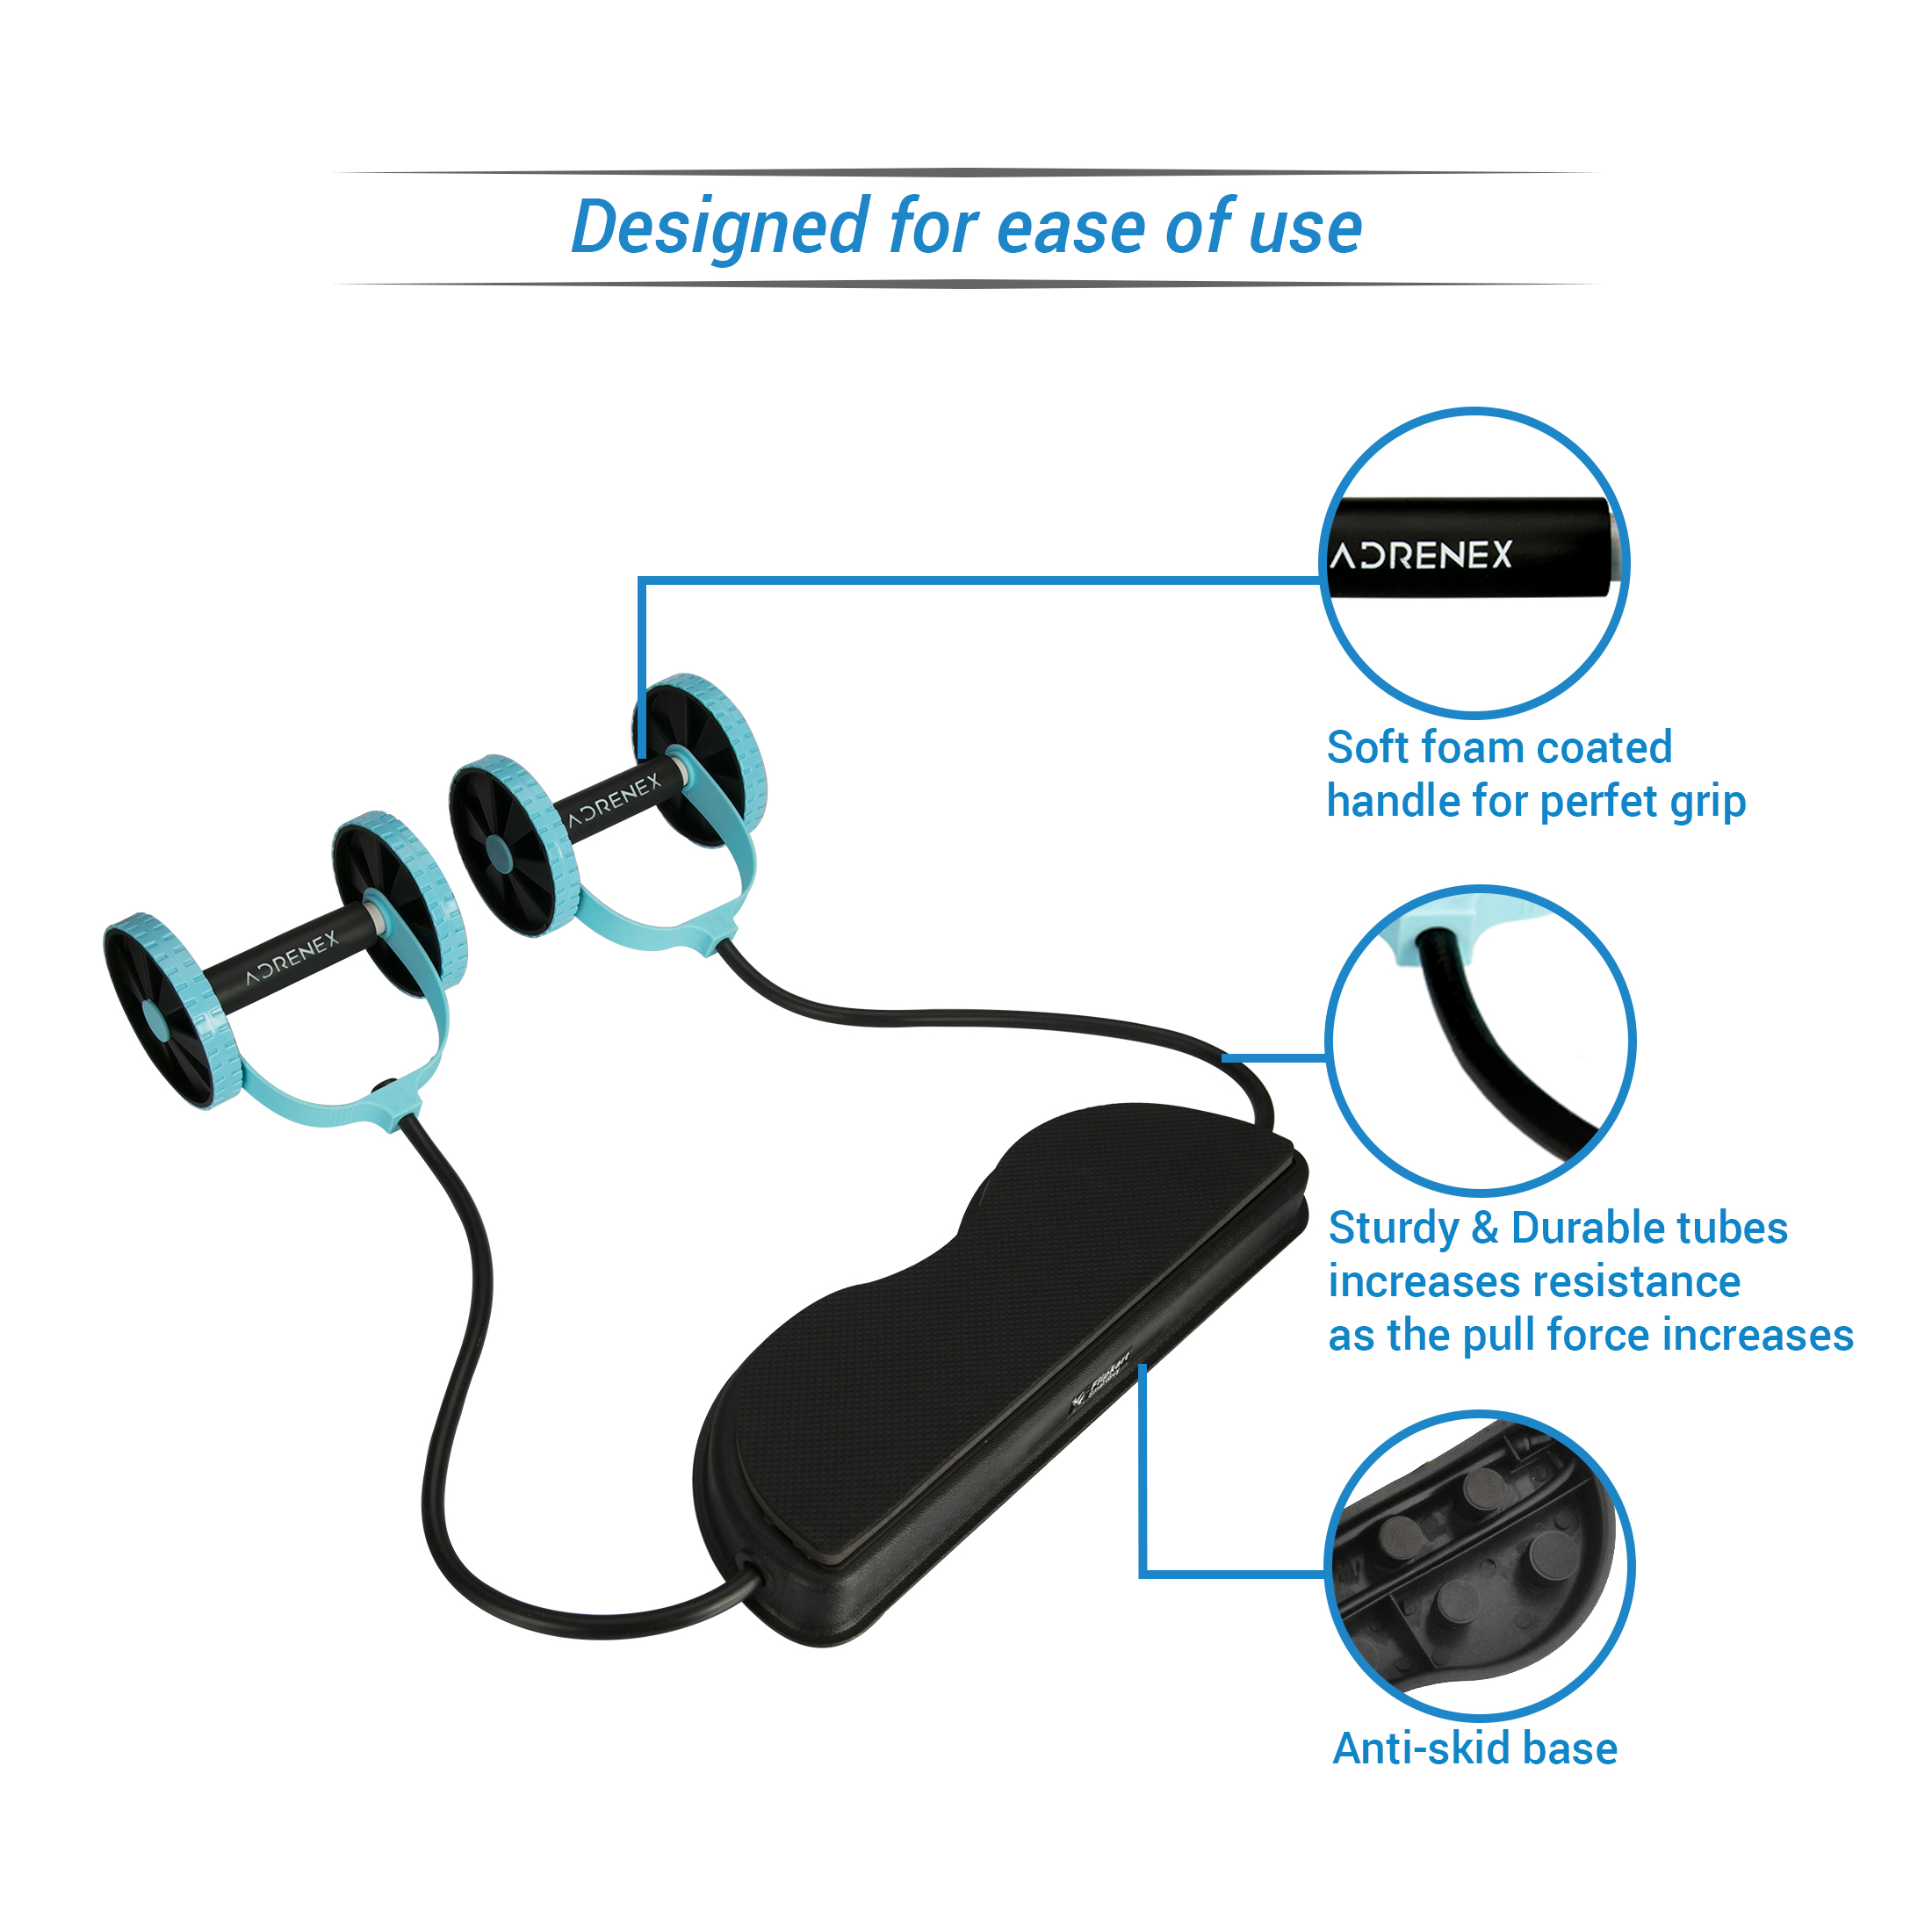 Designed for ease of use
ADRENEX
Soft foam coated
handle for perfet grip
ADRENEX
ADRENEX
Sturdy & Durable tubes
increases resistance
as the pull force increases
Flipkart
Anti-skid base